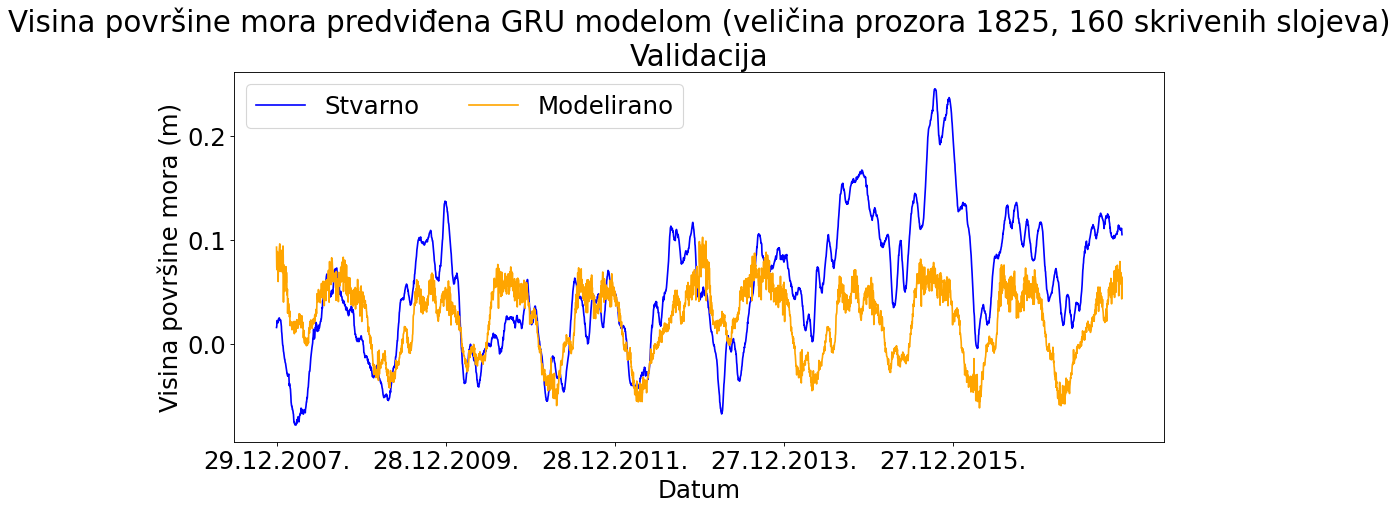 Visina površine mora predviđena GRU modelom (veličina prozora 1825, 160 skrivenih slojeva)
Validacija
Stvarno
Modelirano
Visina površine mora (m)
0.2
0.1
0.0
29.12.2007.
28.12.2009.
28.12.2011.
27.12.2013.
27.12.2015.
Datum